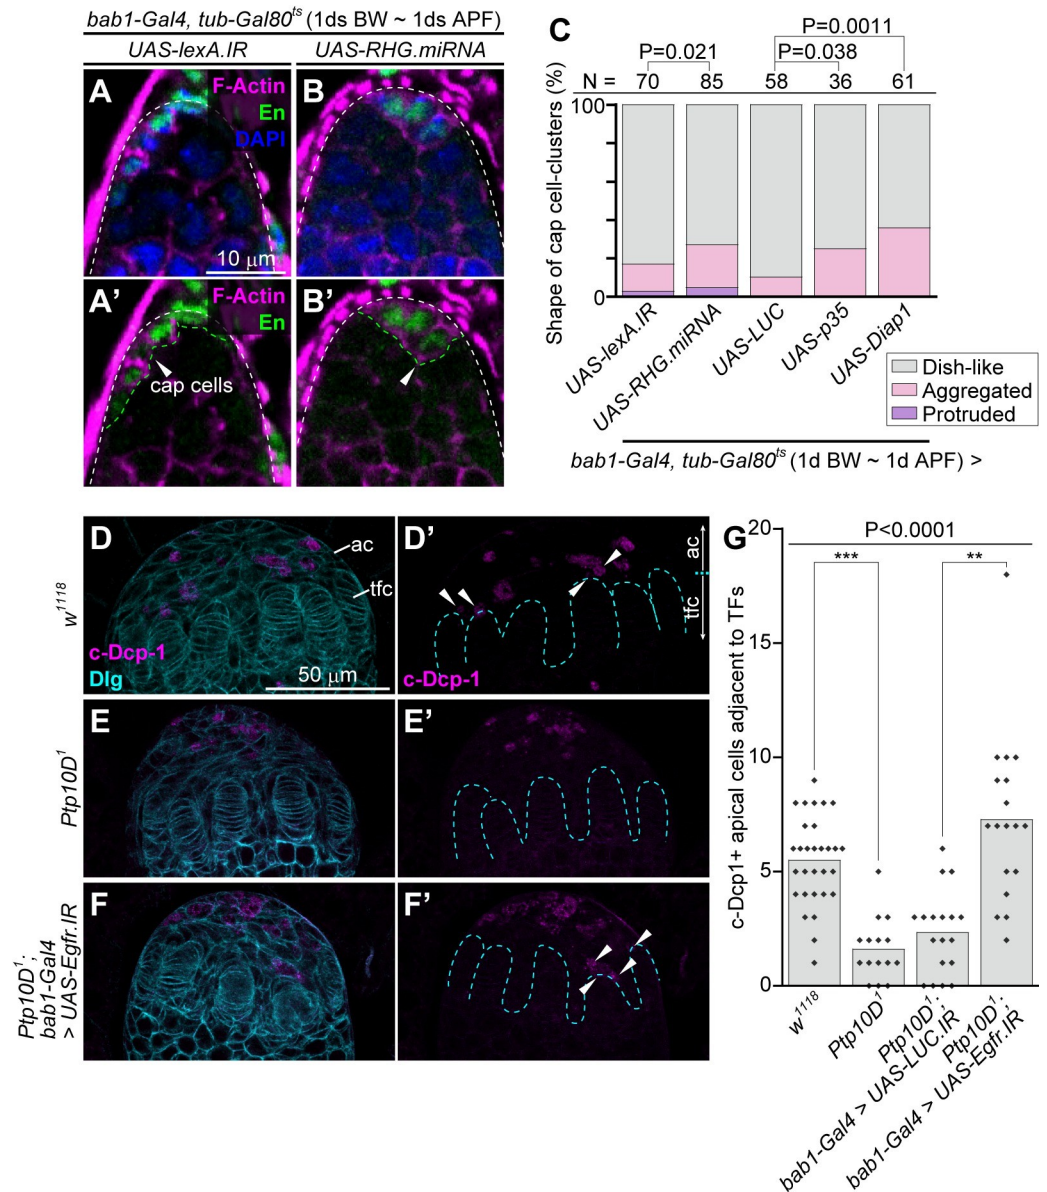 bab1-Gal4, tub-Gal80ts (1ds BW ~ 1ds APF)
UAS-lexA.IR
UAS-RHG.miRNA
A
F-Actin
En
DAPI
10 µm
B
A’
F-Actin
En
cap cells
B’
C
P=0.0011
P=0.021
P=0.038
N = 70 85 58 36 61
Shape of cap cell-clusters (%)
100
0
UAS-lexA.IR
UAS-RHG.miRNA
UAS-LUC
UAS-p35
UAS-Diap1
Dish-like
Aggregated
Protruded
bab1-Gal4, tub-Gal80ts (1d BW ~ 1d APF) >
w1118
D
ac
tfc
c-Dcp-1
Dlg
50 µm
D’
ac
tfc
c-Dcp-1
Ptp10D1
E
E’
Ptp10D1;
bab1-Gal4
> UAS-Egfr.IR
F
F’
G
c-Dcp1+ apical cells adjacent to TFs
20
15
10
5
0
P<0.0001
***
**
w1118
Ptp10D1
Ptp10D1;
bab1-Gal4 > UAS-LUC.IR
Ptp10D1;
bab1-Gal4 > UAS-Egfr.IR